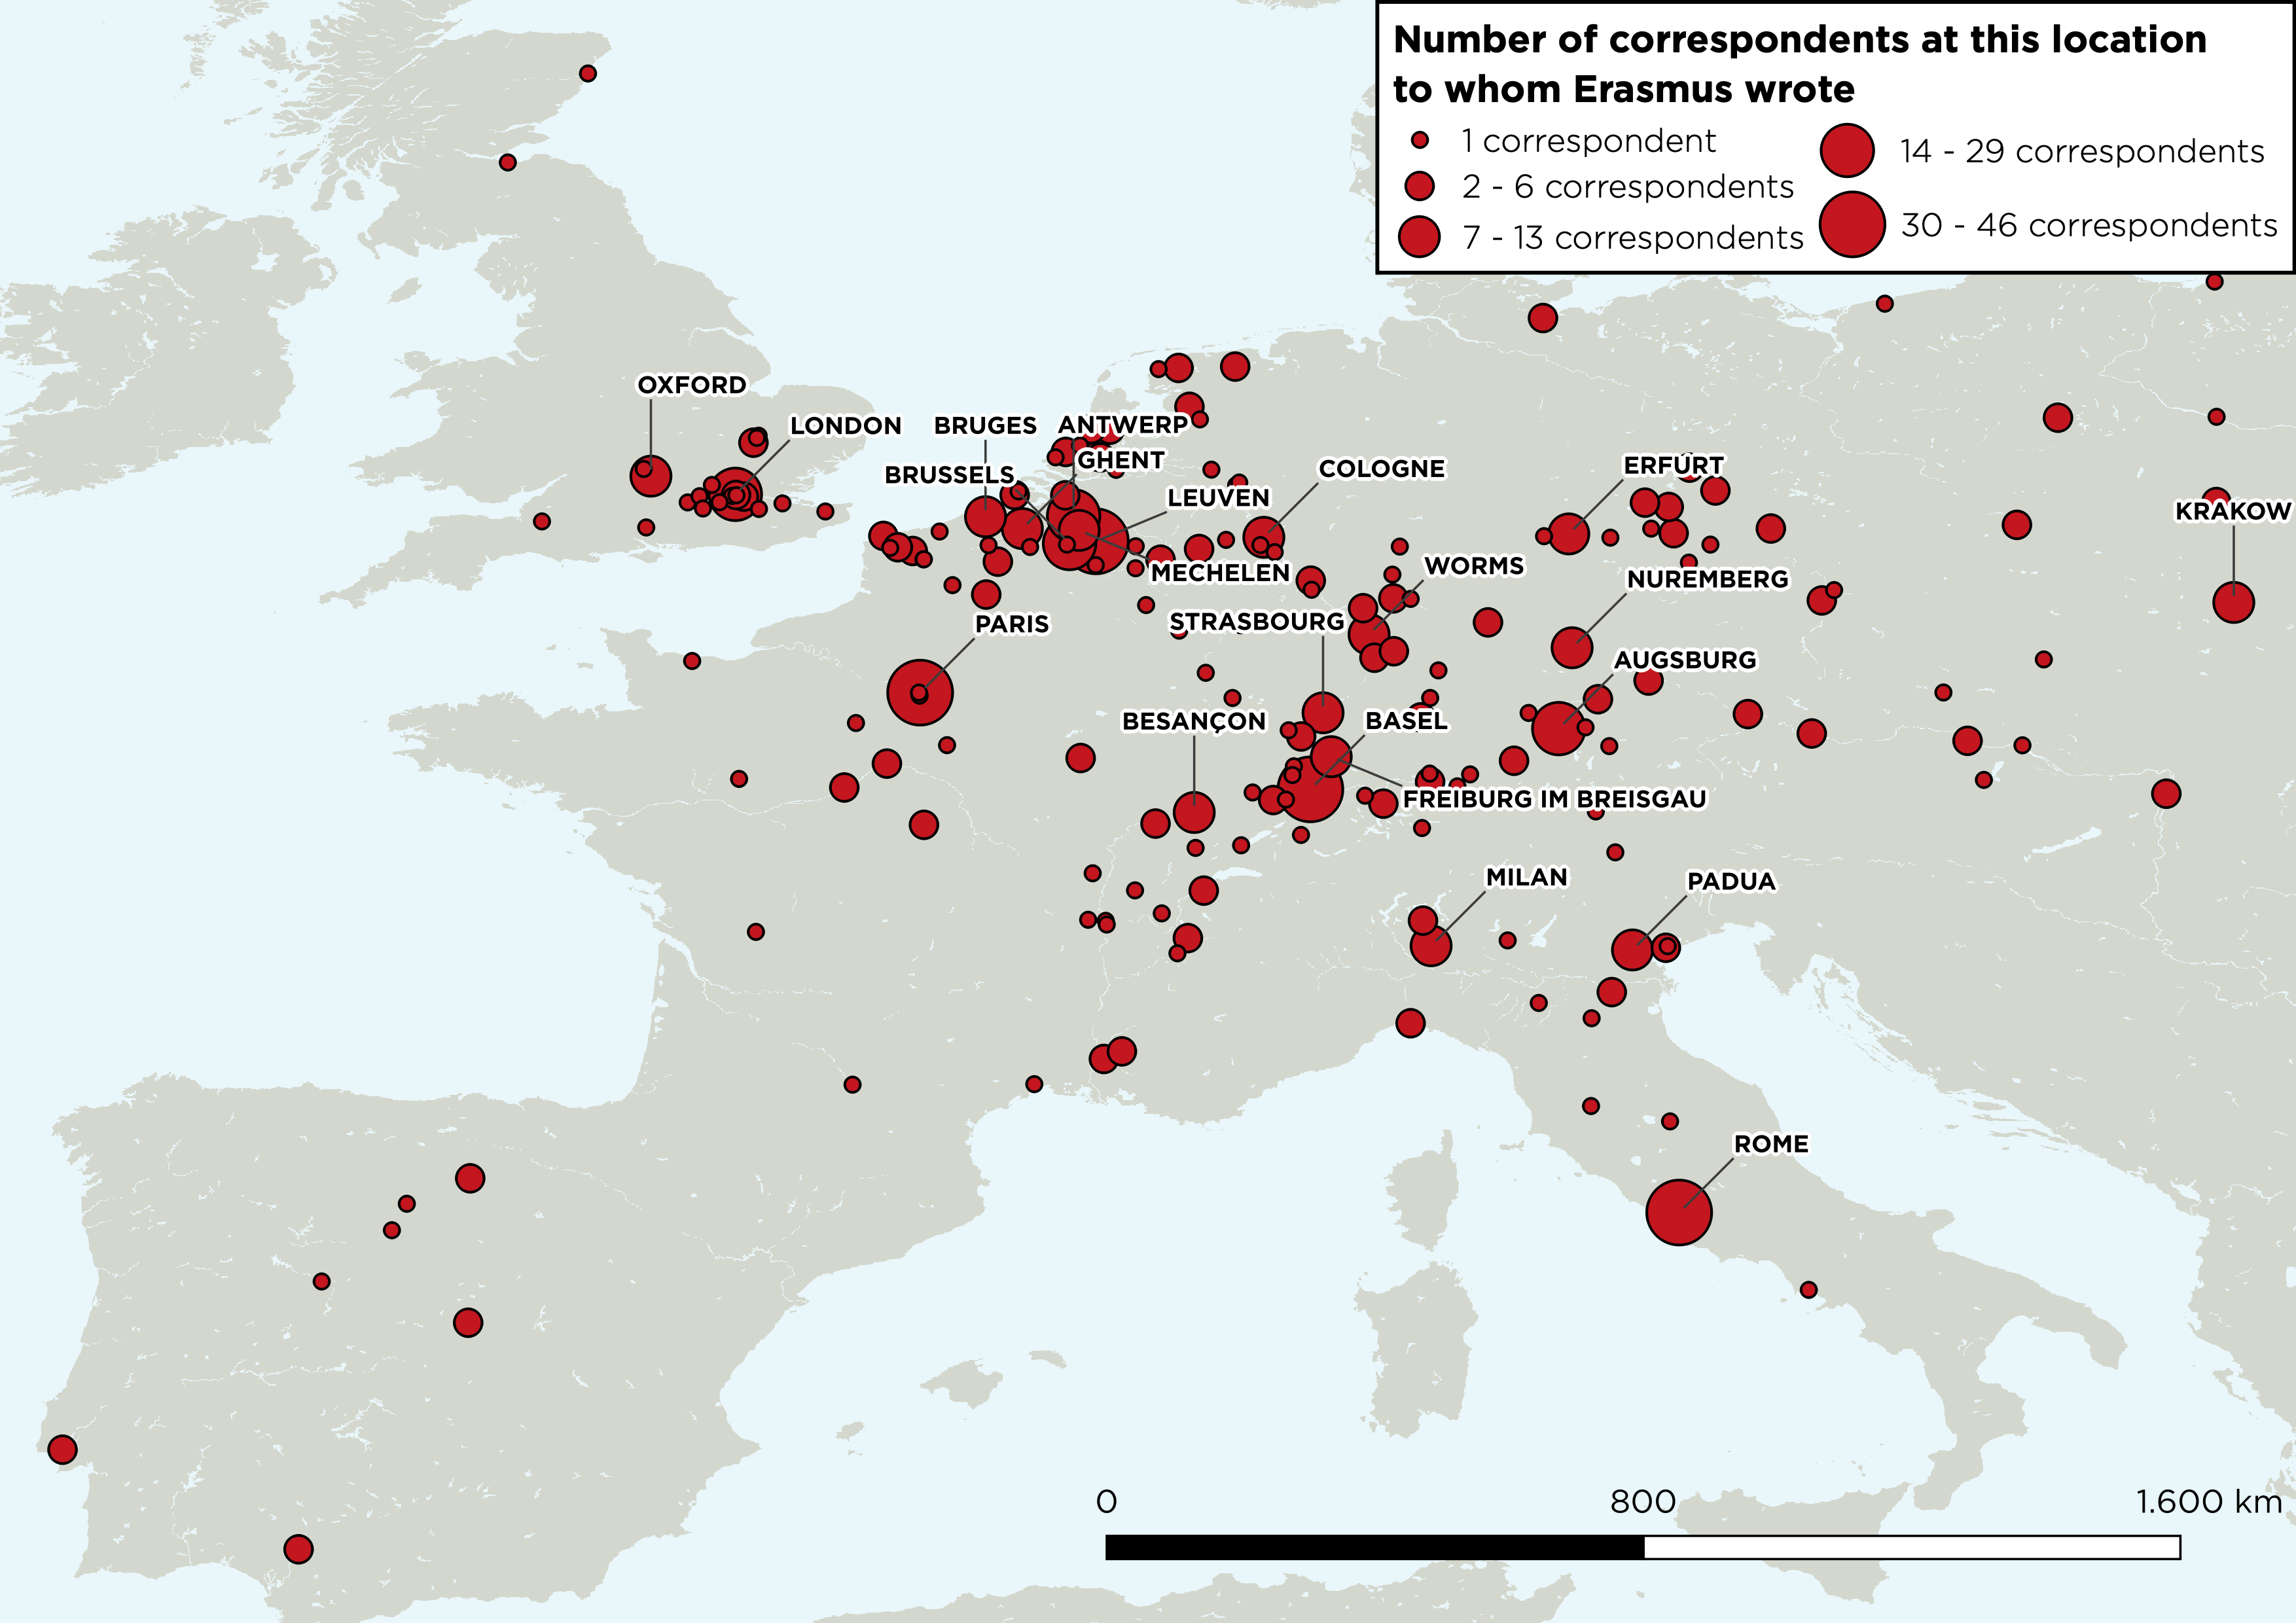 Number of correspondents at this location
to whom Erasmus wrote
1 correspondent
2 - 6 correspondents
7 - 13 correspondents
14 - 29 correspondents
30 - 46 correspondents
OXFORD
LONDON
BRUGES
ANTWERP
GHENT
BRUSSELS
LEUVEN
COLOGNE
ERFURT
KRAKOW
MECHELEN
WORMS
NUREMBERG
PARIS
STRASBOURG
AUGSBURG
BESANÇON
BASEL
FREIBURG IM BREISGAU
MILAN
PADUA
ROME
0
800
1.600 km